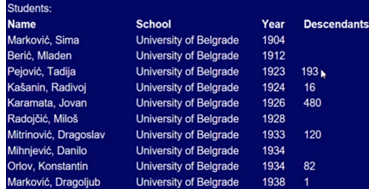 Students:
Name School Year Descendants
Marković, Sima University of Belgrade 1904
Berić, Mladen University of Belgrade 1912
Pejović, Tadija University of Belgrade 1923 193
Kašanin, Radivoj University of Belgrade 1924 16
Karamata, Jovan University of Belgrade 1926 480
Radojčić, Miloš University of Belgrade 1928
Mitrinović, Dragoslav University of Belgrade 1933 120
Mihnjević, Danilo University of Belgrade 1934
Orlov, Konstantin University of Belgrade 1934 82
Marković, Dragoljub University of Belgrade 1938 1